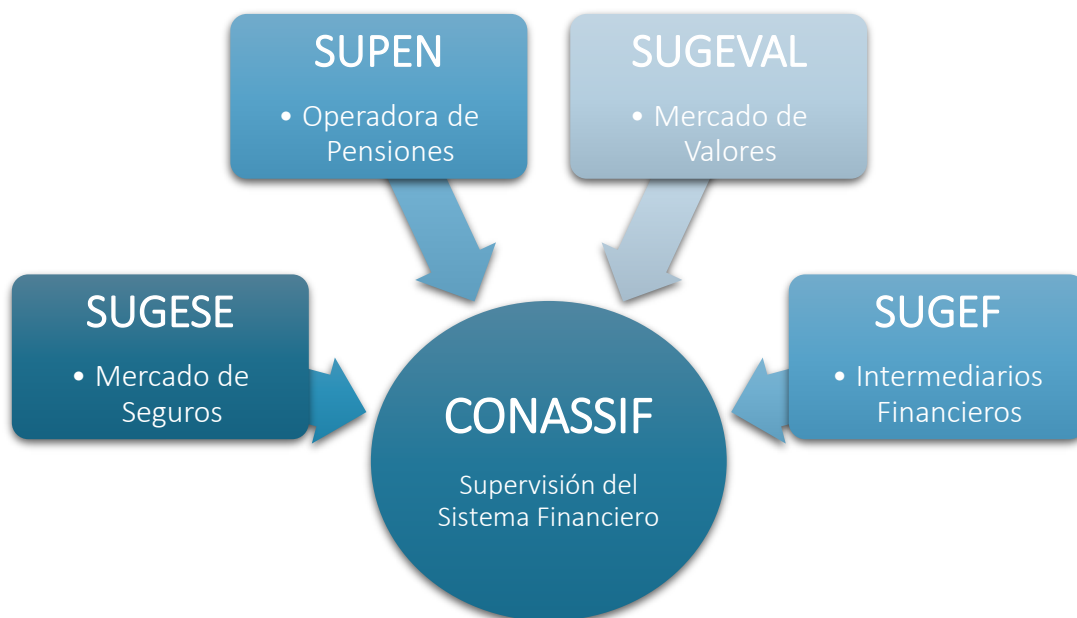 SUPEN
• Operadora de
Pensiones
SUGEVAL
• Mercado de
Valores
SUGESE
• Mercado de
Seguros
SUGEF
• Intermediarios
Financieros
CONASSIF
Supervisión del
Sistema Financiero